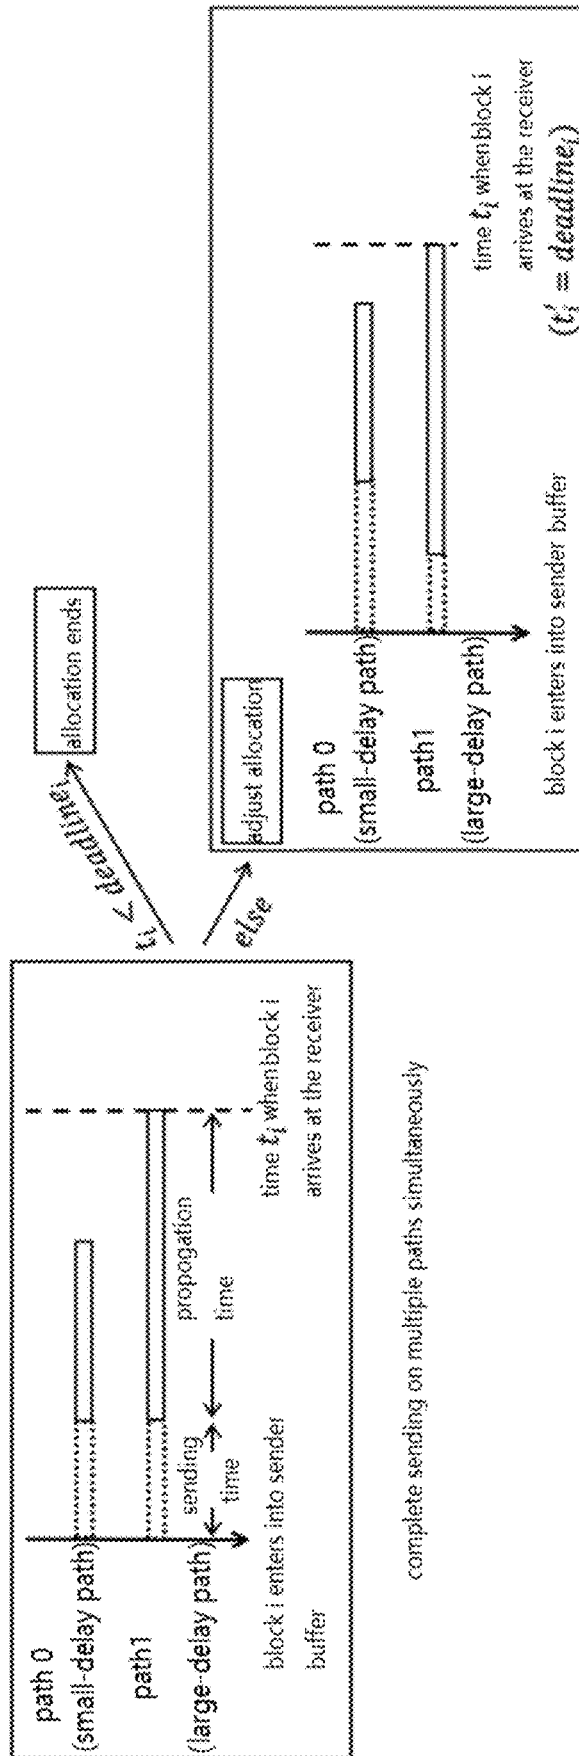 path 0
(small-delay path)
path1
(large-delay path)
sending
time
propogation
time
block i enters into sender
buffer
time t_i when block i
arrives at the receiver
complete sending on multiple paths simultaneously
t_i < deadline_i
allocation ends
else
adjust allocation
path 0
(small-delay path)
path1
(large-delay path)
block i enters into sender buffer
time t_i when block i
arrives at the receiver
(t_i' = deadline_i)